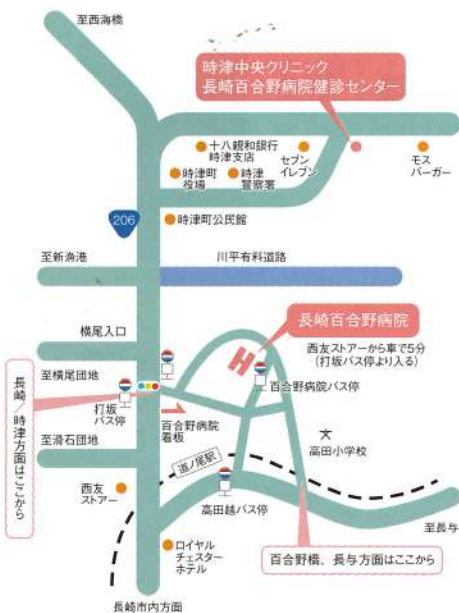 至西海橋
時津中央クリニック
長崎百合野病院健診センター
十八親和銀行
時津支店
セブン
イレブン
モス
バーガー
時津町
役場
時津
警察署
206
時津町公民館
至新漁港
川平有料道路
横尾入口
長崎百合野病院
西友ストアーから車で5分
(打坂バス停より入る)
至横尾団地
百合野病院バス停
長崎/時津方面はここから
打坂
バス停
百合野病院
看板
高田小学校
至滑石団地
道ノ尾駅
西友
ストアー
高田越バス停
至長与
百合野橋、長与方面はここから
ロイヤル
チェスター
ホテル
長崎市内方面